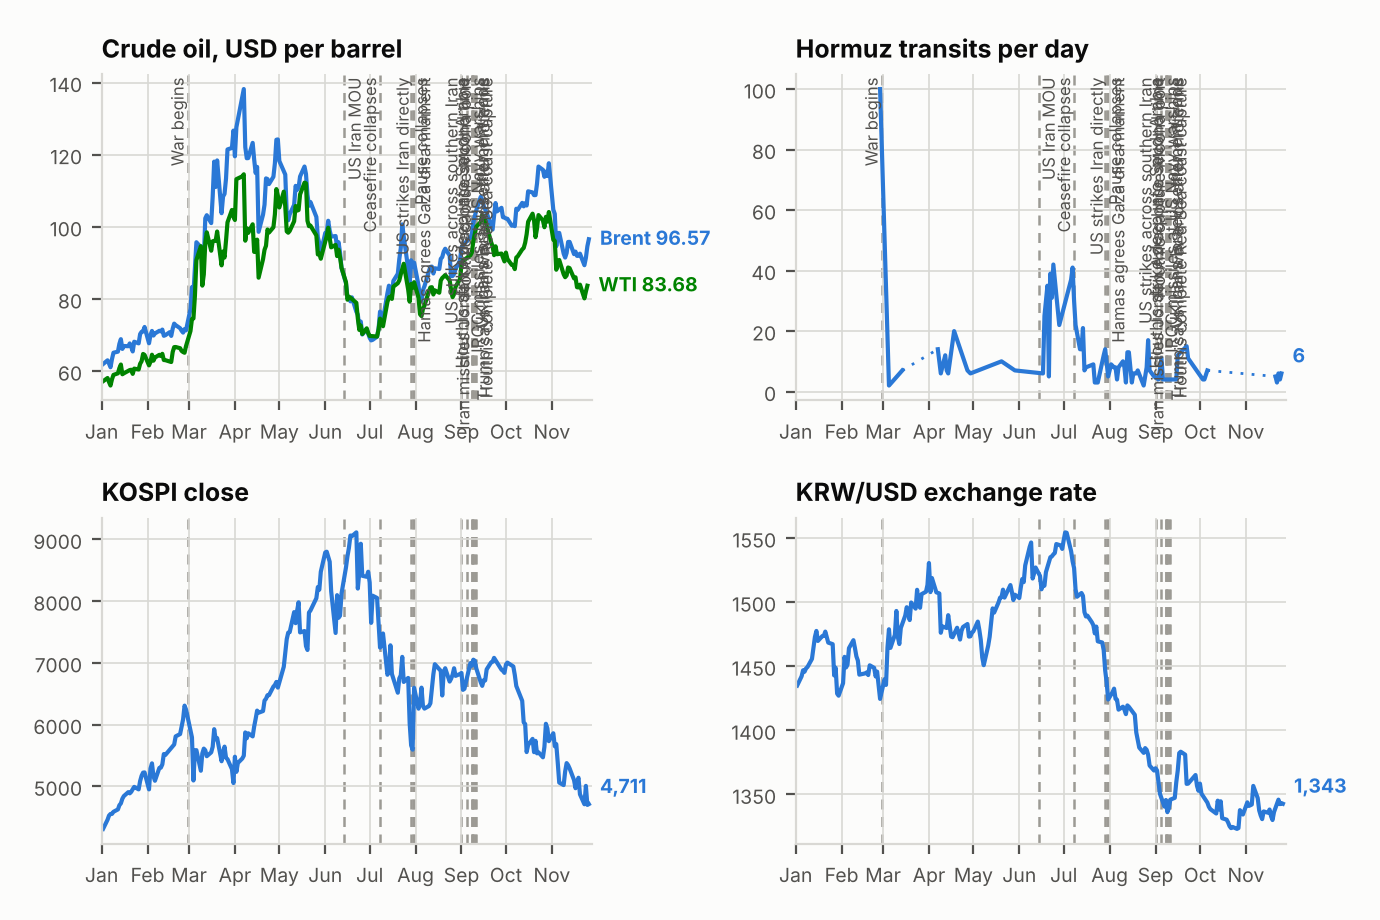 Crude oil, USD per barrel
140
120
100
80
60
War begins
US Iran MOU
Ceasefire collapses
US strikes Iran directly
Hamas agrees Gaza disarmament
US strikes across southern Iran
Brent 96.57
WTI 83.68
Jan Feb Mar Apr May Jun Jul Aug Sep Oct Nov
Hormuz transits per day
100
80
60
40
20
0
War begins
US Iran MOU
Ceasefire collapses
US strikes Iran directly
Hamas agrees Gaza disarmament
US strikes across southern Iran
6
Jan Feb Mar Apr May Jun Jul Aug Sep Oct Nov
KOSPI close
9000
8000
7000
6000
5000
4,711
Jan Feb Mar Apr May Jun Jul Aug Sep Oct Nov
KRW/USD exchange rate
1550
1500
1450
1400
1350
1,343
Jan Feb Mar Apr May Jun Jul Aug Sep Oct Nov